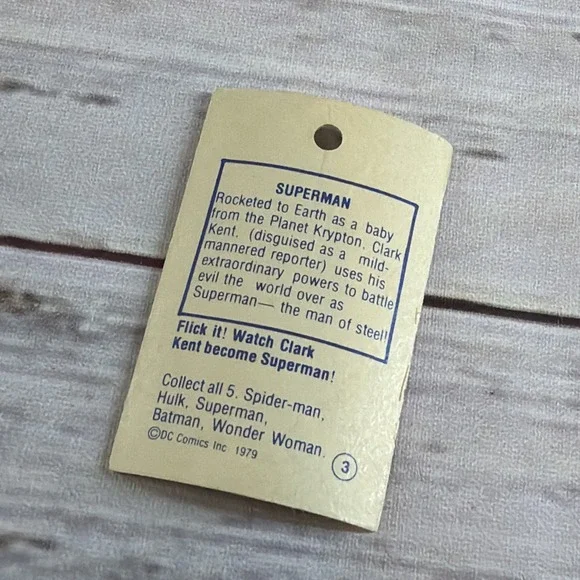 SUPERMAN
Rocketed to Earth as a baby
from the Planet Krypton. Clark
Kent. (disguised as a mild-
mannered reporter) uses his
extraordinary powers to battle
evil the world over as
Superman— the man of steel!
Flick it! Watch Clark
Kent become Superman!
Collect all 5. Spider-man,
Hulk, Superman,
Batman, Wonder Woman.
©DC Comics Inc 1979
3